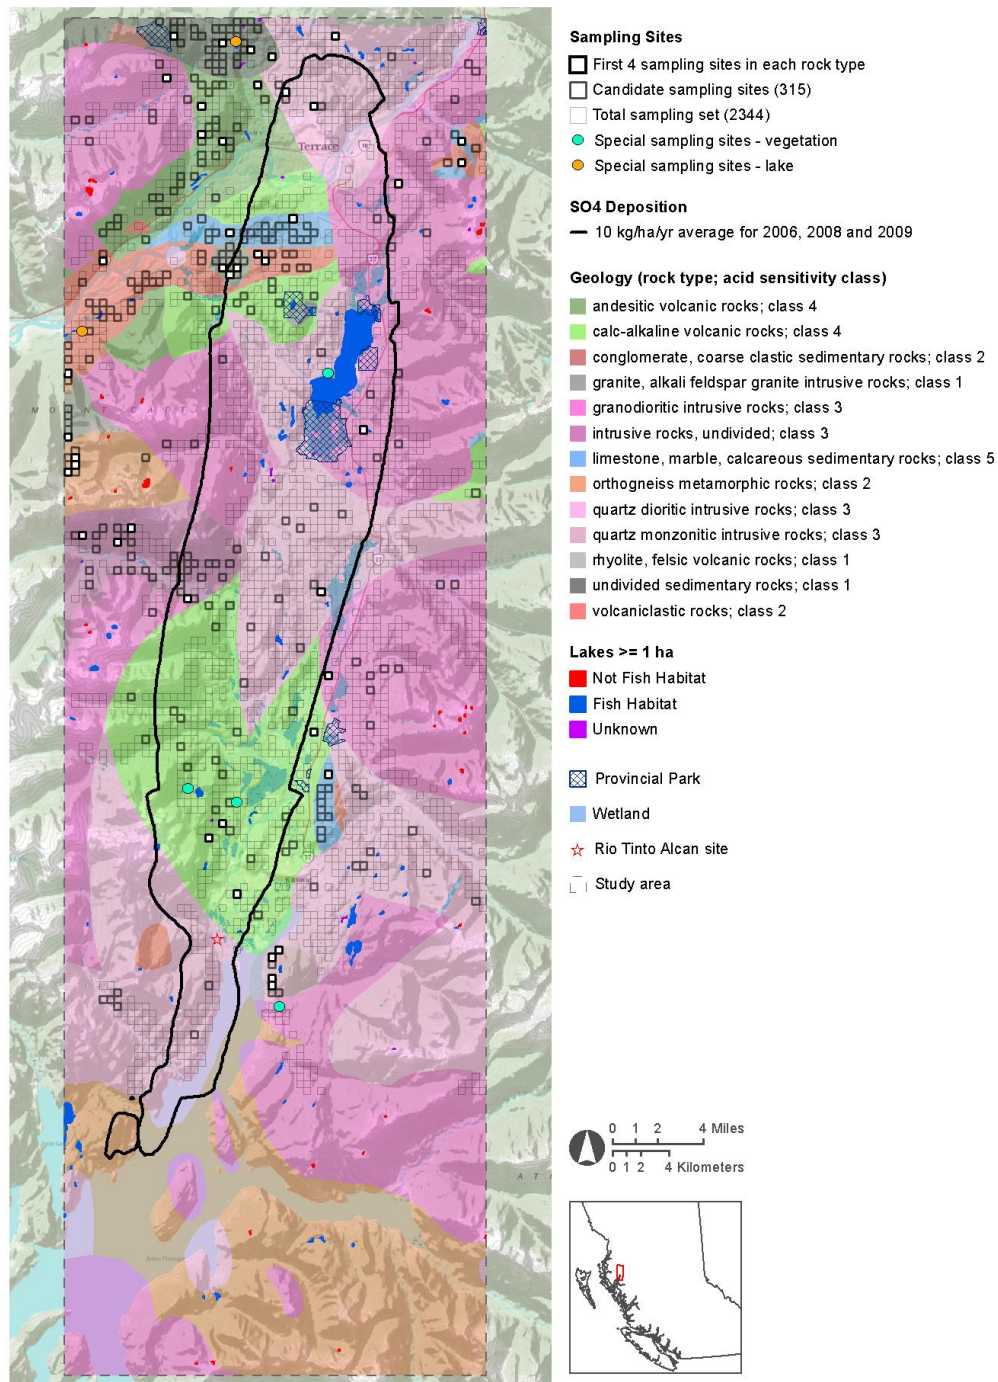 Terrace
16
37
M O U N T C A T T
37
37
Kitimat
A T
Sampling Sites
First 4 sampling sites in each rock type
Candidate sampling sites (315)
Total sampling set (2344)
Special sampling sites - vegetation
Special sampling sites - lake
SO4 Deposition
10 kg/ha/yr average for 2006, 2008 and 2009
Geology (rock type; acid sensitivity class)
andesitic volcanic rocks; class 4
calc-alkaline volcanic rocks; class 4
conglomerate, coarse clastic sedimentary rocks; class 2
granite, alkali feldspar granite intrusive rocks; class 1
granodioritic intrusive rocks; class 3
intrusive rocks, undivided; class 3
limestone, marble, calcareous sedimentary rocks; class 5
orthogneiss metamorphic rocks; class 2
quartz dioritic intrusive rocks; class 3
quartz monzonitic intrusive rocks; class 3
rhyolite, felsic volcanic rocks; class 1
undivided sedimentary rocks; class 1
volcaniclastic rocks; class 2
Lakes >= 1 ha
Not Fish Habitat
Fish Habitat
Unknown
Provincial Park
Wetland
Rio Tinto Alcan site
Study area
0 1 2 4 Miles
0 1 2 4 Kilometers